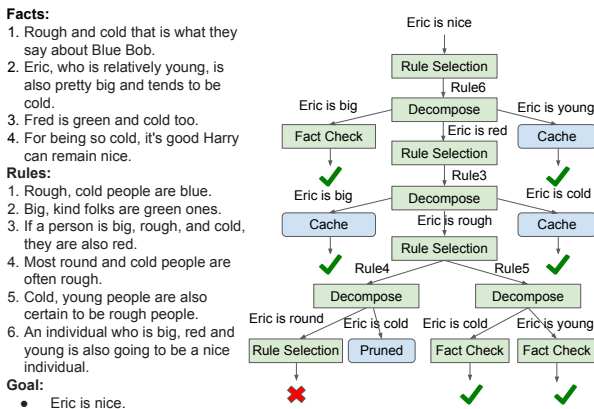 Facts:
1. Rough and cold that is what they
say about Blue Bob.
2. Eric, who is relatively young, is
also pretty big and tends to be
cold.
3. Fred is green and cold too.
4. For being so cold, it's good Harry
can remain nice.
Rules:
1. Rough, cold people are blue.
2. Big, kind folks are green ones.
3. If a person is big, rough, and cold,
they are also red.
4. Most round and cold people are
often rough.
5. Cold, young people are also
certain to be rough people.
6. An individual who is big, red and
young is also going to be a nice
individual.
Goal:
● Eric is nice.
Eric is nice
Rule Selection
Rule6
Eric is big
Decompose
Eric is young
Fact Check
Eric is red
Cache
Rule Selection
Rule3
Eric is big
Decompose
Eric is cold
Cache
Eric is rough
Cache
Rule Selection
Rule4
Rule5
Decompose
Decompose
Eric is round
Eric is cold
Eric is cold
Eric is young
Rule Selection
Pruned
Fact Check
Fact Check